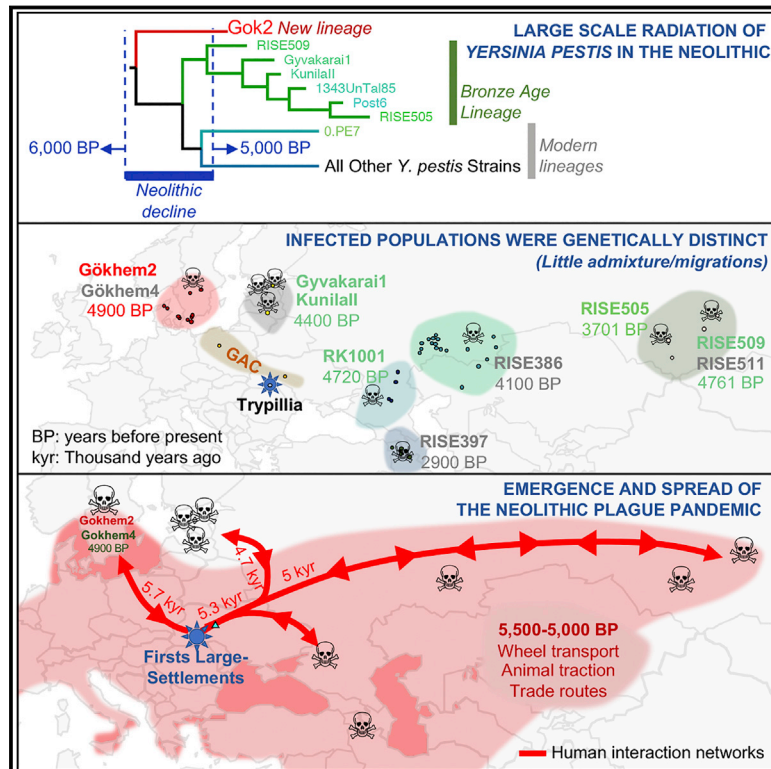 LARGE SCALE RADIATION OF
YERSINIA PESTIS IN THE NEOLITHIC
Gok2 New lineage
RISE509
Gyvakarai1
KunilaII
1343UnTal85
Post6
RISE505
Bronze Age
Lineage
0.PE7
All Other Y. pestis Strains
Modern
lineages
6,000 BP
5,000 BP
Neolithic
decline
INFECTED POPULATIONS WERE GENETICALLY DISTINCT
(Little admixture/migrations)
Gökhem2
Gökhem4
4900 BP
Gyvakarai1
KunilaII
4400 BP
RISE505
3701 BP
RISE509
RISE511
4761 BP
GAC
RK1001
4720 BP
RISE386
4100 BP
Trypillia
RISE397
2900 BP
BP: years before present
kyr: Thousand years ago
EMERGENCE AND SPREAD OF
THE NEOLITHIC PLAGUE PANDEMIC
Gokhem2
Gokhem4
4900 BP
4.7 kyr
5 kyr
5.7 kyr
5.3 kyr
Firsts Large-
Settlements
5,500-5,000 BP
Wheel transport
Animal traction
Trade routes
Human interaction networks